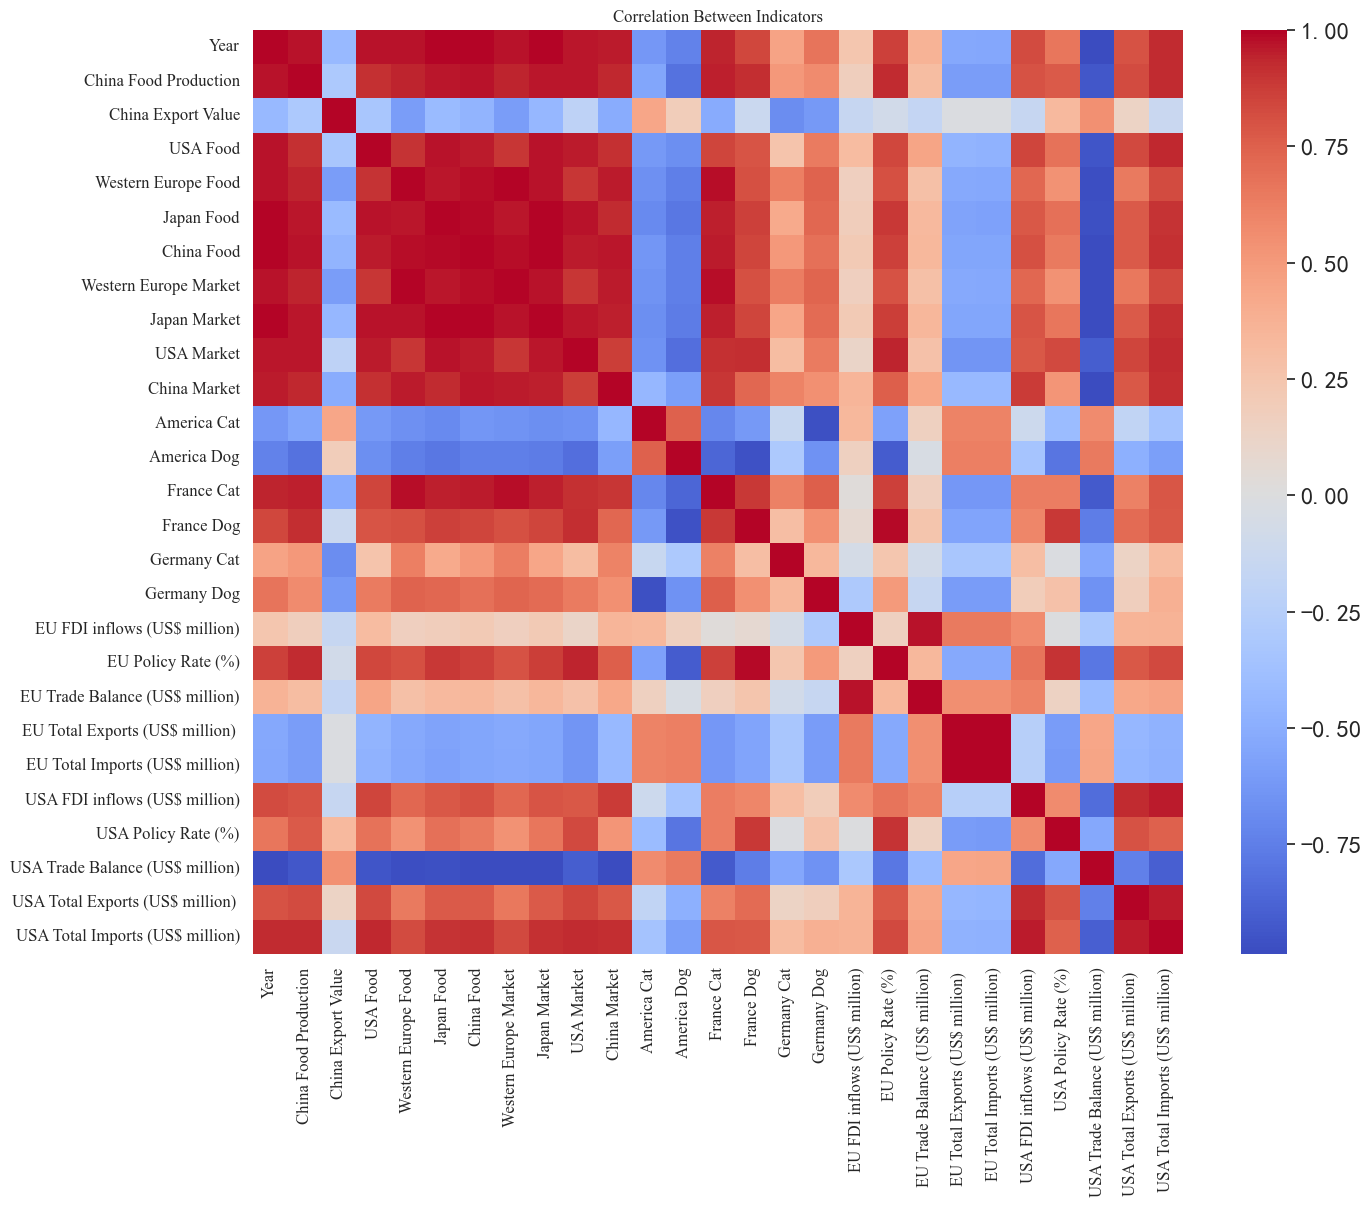 Correlation Between Indicators
Year
China Food Production
China Export Value
USA Food
Western Europe Food
Japan Food
China Food
Western Europe Market
Japan Market
USA Market
China Market
America Cat
America Dog
France Cat
France Dog
Germany Cat
Germany Dog
EU FDI inflows (US$ million)
EU Policy Rate (%)
EU Trade Balance (US$ million)
EU Total Exports (US$ million)
EU Total Imports (US$ million)
USA FDI inflows (US$ million)
USA Policy Rate (%)
USA Trade Balance (US$ million)
USA Total Exports (US$ million)
USA Total Imports (US$ million)
Year
China Food Production
China Export Value
USA Food
Western Europe Food
Japan Food
China Food
Western Europe Market
Japan Market
USA Market
China Market
America Cat
America Dog
France Cat
France Dog
Germany Cat
Germany Dog
EU FDI inflows (US$ million)
EU Policy Rate (%)
EU Trade Balance (US$ million)
EU Total Exports (US$ million)
EU Total Imports (US$ million)
USA FDI inflows (US$ million)
USA Policy Rate (%)
USA Trade Balance (US$ million)
USA Total Exports (US$ million)
USA Total Imports (US$ million)
1.00
0.75
0.50
0.25
0.00
−0.25
−0.50
−0.75